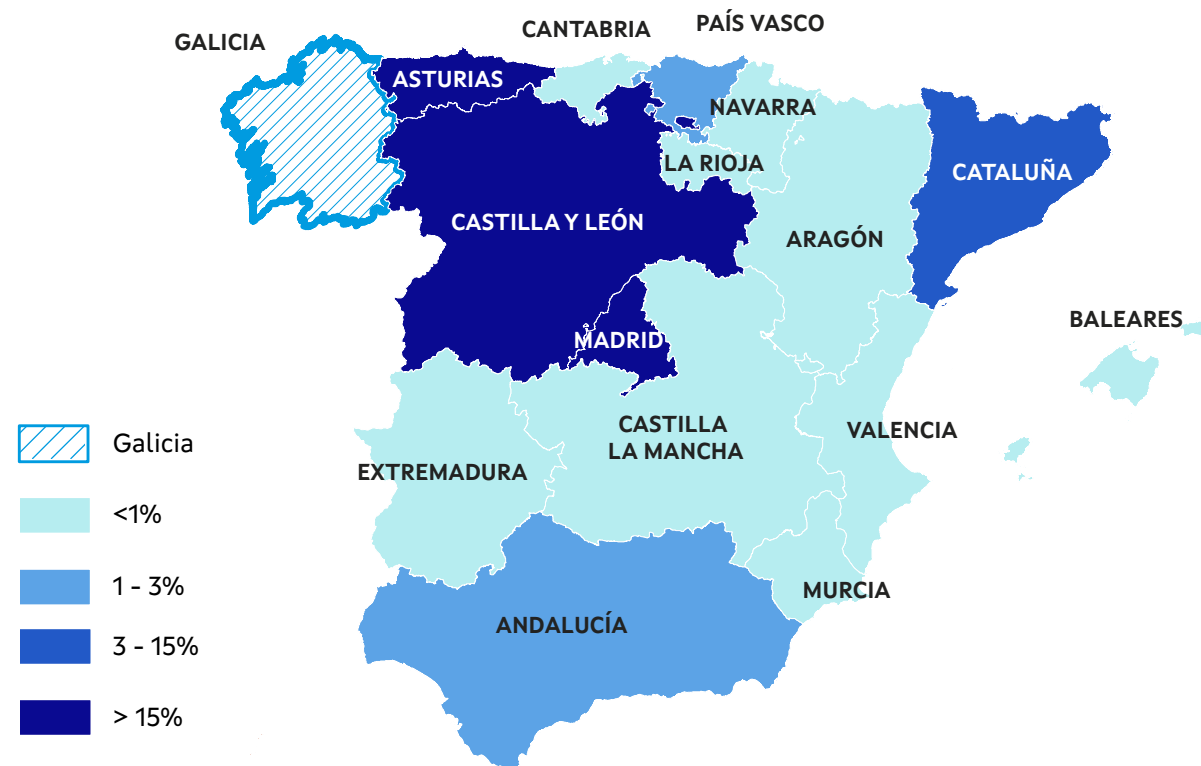 CANTABRIA
PAÍS VASCO
GALICIA
ASTURIAS
NAVARRA
LA RIOJA
CATALUÑA
CASTILLA Y LEÓN
ARAGÓN
BALEARES
MADRID
CASTILLA
LA MANCHA
VALENCIA
EXTREMADURA
MURCIA
ANDALUCÍA
Galicia
<1%
1 - 3%
3 - 15%
> 15%